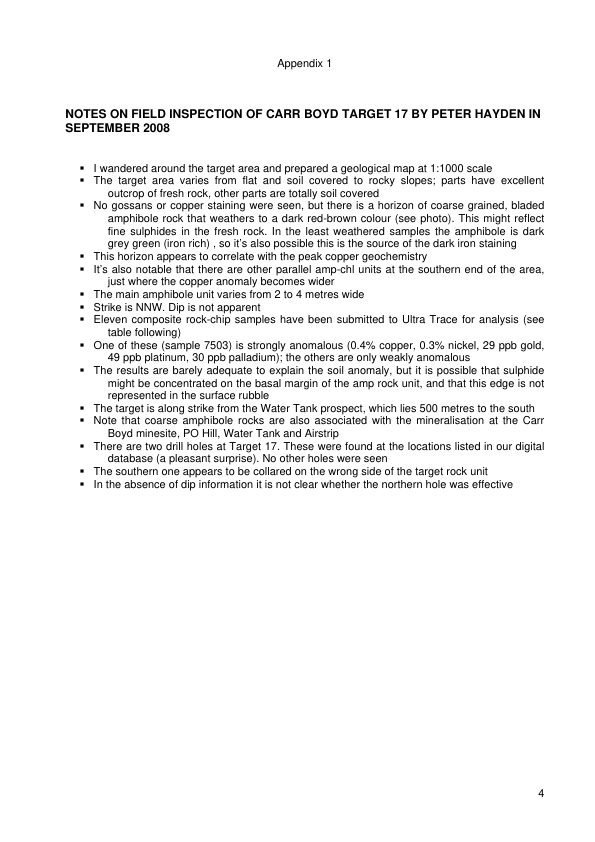 Appendix 1
NOTES ON FIELD INSPECTION OF CARR BOYD TARGET 17 BY PETER HAYDEN IN
SEPTEMBER 2008
▪ I wandered around the target area and prepared a geological map at 1:1000 scale
▪ The target area varies from flat and soil covered to rocky slopes; parts have excellent
outcrop of fresh rock, other parts are totally soil covered
▪ No gossans or copper staining were seen, but there is a horizon of coarse grained, bladed
amphibole rock that weathers to a dark red-brown colour (see photo). This might reflect
fine sulphides in the fresh rock. In the least weathered samples the amphibole is dark
grey green (iron rich) , so it's also possible this is the source of the dark iron staining
▪ This horizon appears to correlate with the peak copper geochemistry
▪ It's also notable that there are other parallel amp-chl units at the southern end of the area,
just where the copper anomaly becomes wider
▪ The main amphibole unit varies from 2 to 4 metres wide
▪ Strike is NNW. Dip is not apparent
▪ Eleven composite rock-chip samples have been submitted to Ultra Trace for analysis (see
table following)
▪ One of these (sample 7503) is strongly anomalous (0.4% copper, 0.3% nickel, 29 ppb gold,
49 ppb platinum, 30 ppb palladium); the others are only weakly anomalous
▪ The results are barely adequate to explain the soil anomaly, but it is possible that sulphide
might be concentrated on the basal margin of the amp rock unit, and that this edge is not
represented in the surface rubble
▪ The target is along strike from the Water Tank prospect, which lies 500 metres to the south
▪ Note that coarse amphibole rocks are also associated with the mineralisation at the Carr
Boyd minesite, PO Hill, Water Tank and Airstrip
▪ There are two drill holes at Target 17. These were found at the locations listed in our digital
database (a pleasant surprise). No other holes were seen
▪ The southern one appears to be collared on the wrong side of the target rock unit
▪ In the absence of dip information it is not clear whether the northern hole was effective
4